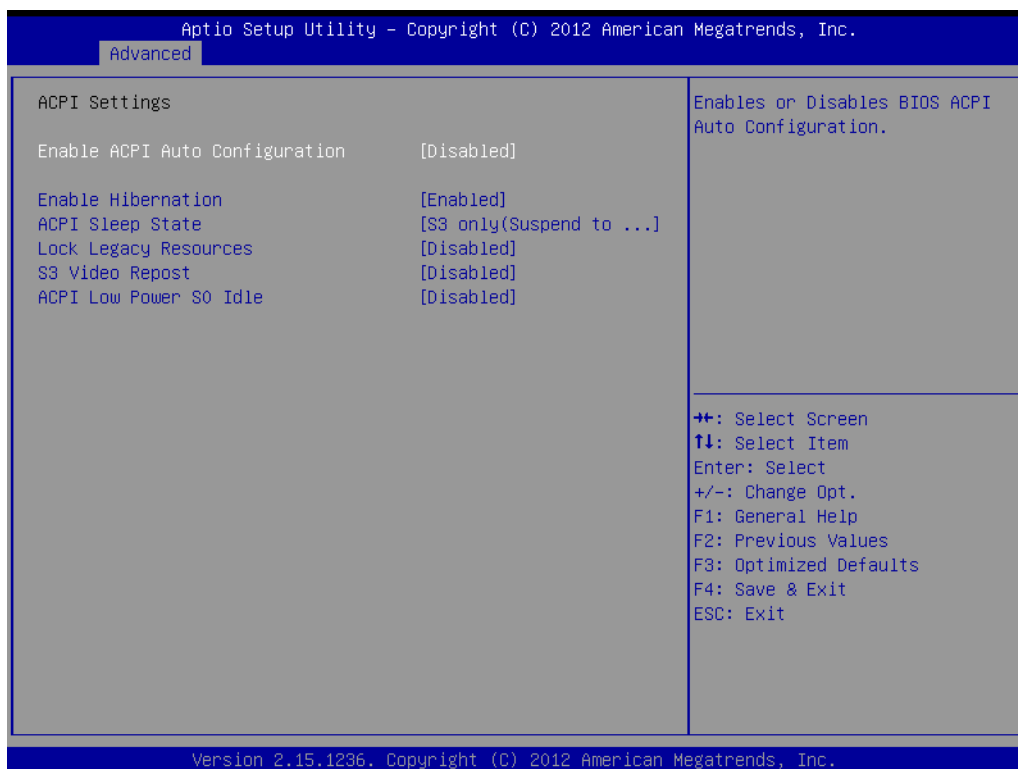 Aptio Setup Utility – Copyright (C) 2012 American Megatrends, Inc.
Advanced
ACPI Settings
Enable ACPI Auto Configuration [Disabled]
Enable Hibernation [Enabled]
ACPI Sleep State [S3 only(Suspend to ...]
Lock Legacy Resources [Disabled]
S3 Video Repost [Disabled]
ACPI Low Power S0 Idle [Disabled]
Enables or Disables BIOS ACPI
Auto Configuration.
→←: Select Screen
↑↓: Select Item
Enter: Select
+/-: Change Opt.
F1: General Help
F2: Previous Values
F3: Optimized Defaults
F4: Save & Exit
ESC: Exit
Version 2.15.1236. Copyright (C) 2012 American Megatrends, Inc.